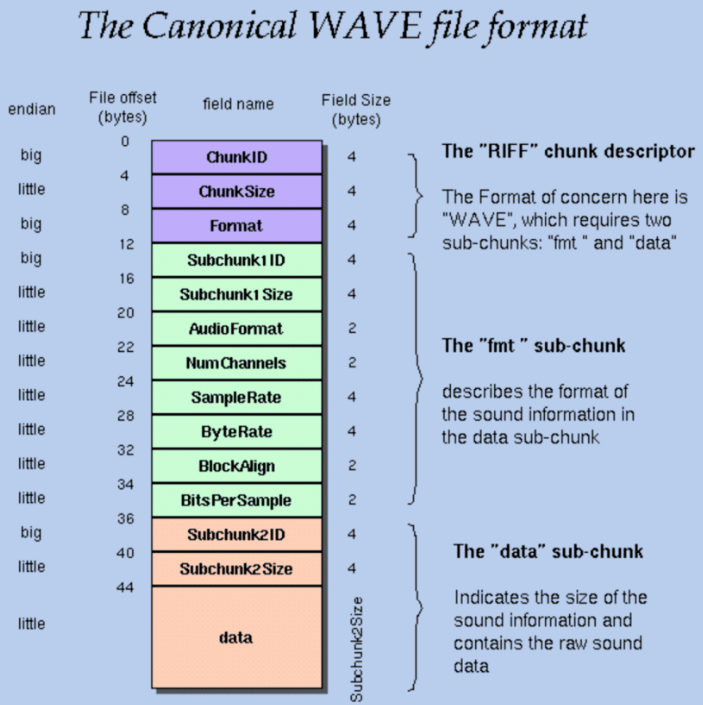 The Canonical WAVE file format
endian
File offset
(bytes)
field name
Field Size
(bytes)
0
big
ChunkID
4
4
little
ChunkSize
4
8
big
Format
4
12
The "RIFF" chunk descriptor
The Format of concern here is
"WAVE", which requires two
sub-chunks: "fmt " and "data"
big
Subchunk1ID
4
16
little
Subchunk1Size
4
20
little
AudioFormat
2
22
little
NumChannels
2
24
little
SampleRate
4
28
little
ByteRate
4
32
little
BlockAlign
2
34
little
BitsPerSample
2
36
The "fmt " sub-chunk
describes the format of
the sound information in
the data sub-chunk
big
Subchunk2ID
4
40
little
Subchunk2Size
4
44
little
data
Subchunk2Size
The "data" sub-chunk
Indicates the size of the
sound information and
contains the raw sound
data